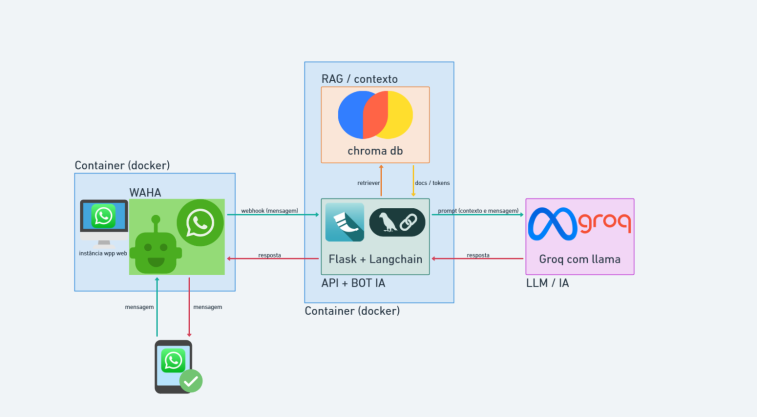 RAG / contexto
chroma db
Container (docker)
WAHA
retriever
docs / tokens
webhook (mensagem)
prompt (contexto e mensagem)
groq
instância wpp web
resposta
Flask + Langchain
resposta
Groq com llama
API + BOT IA
LLM / IA
Container (docker)
mensagem
mensagem